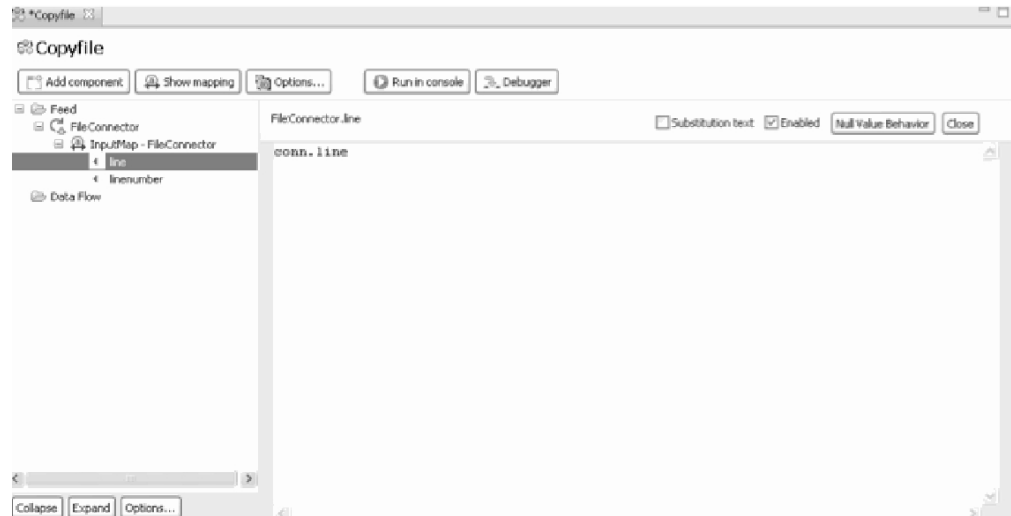 *Copyfile
Copyfile
Add component Show mapping Options... Run in console Debugger
Feed
FileConnector
InputMap - FileConnector
line
linenumber
Data Flow
FileConnector.line Substitution text Enabled Null Value Behavior Close
conn.line
Collapse Expand Options...